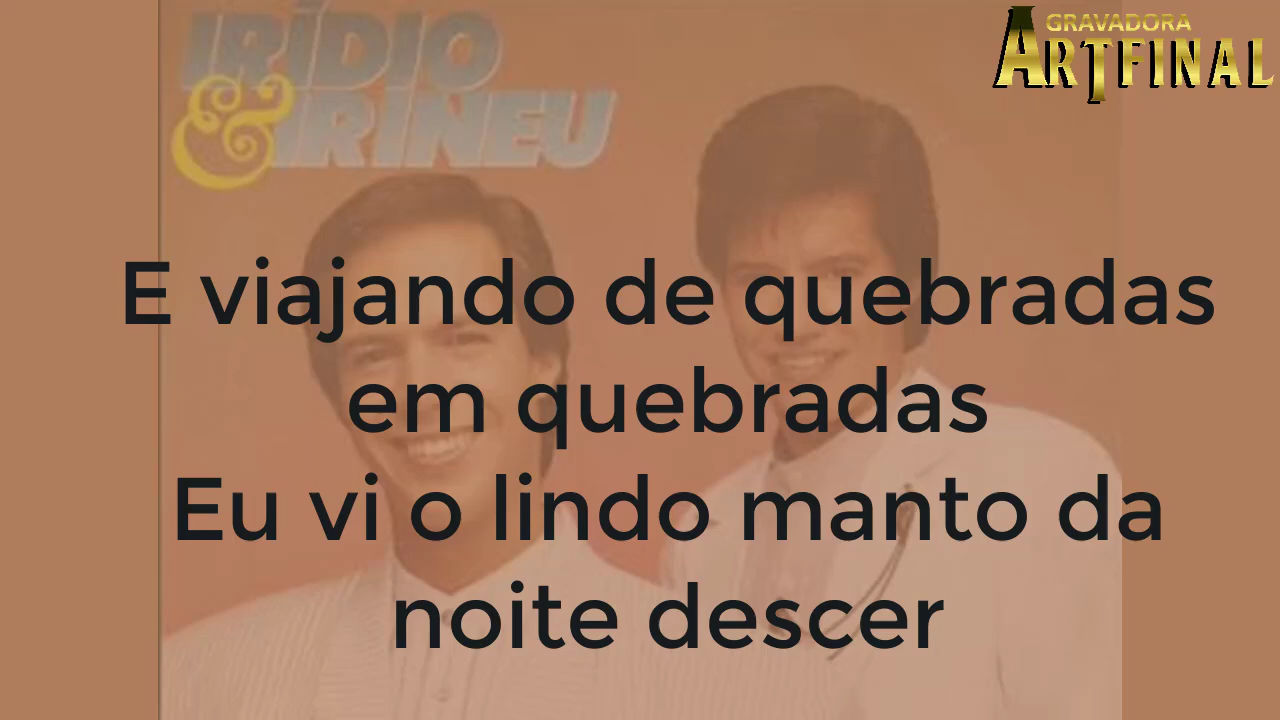 IRÍDIO
& IRINEU
GRAVADORA
ARTFINAL
E viajando de quebradas
em quebradas
Eu vi o lindo manto da
noite descer